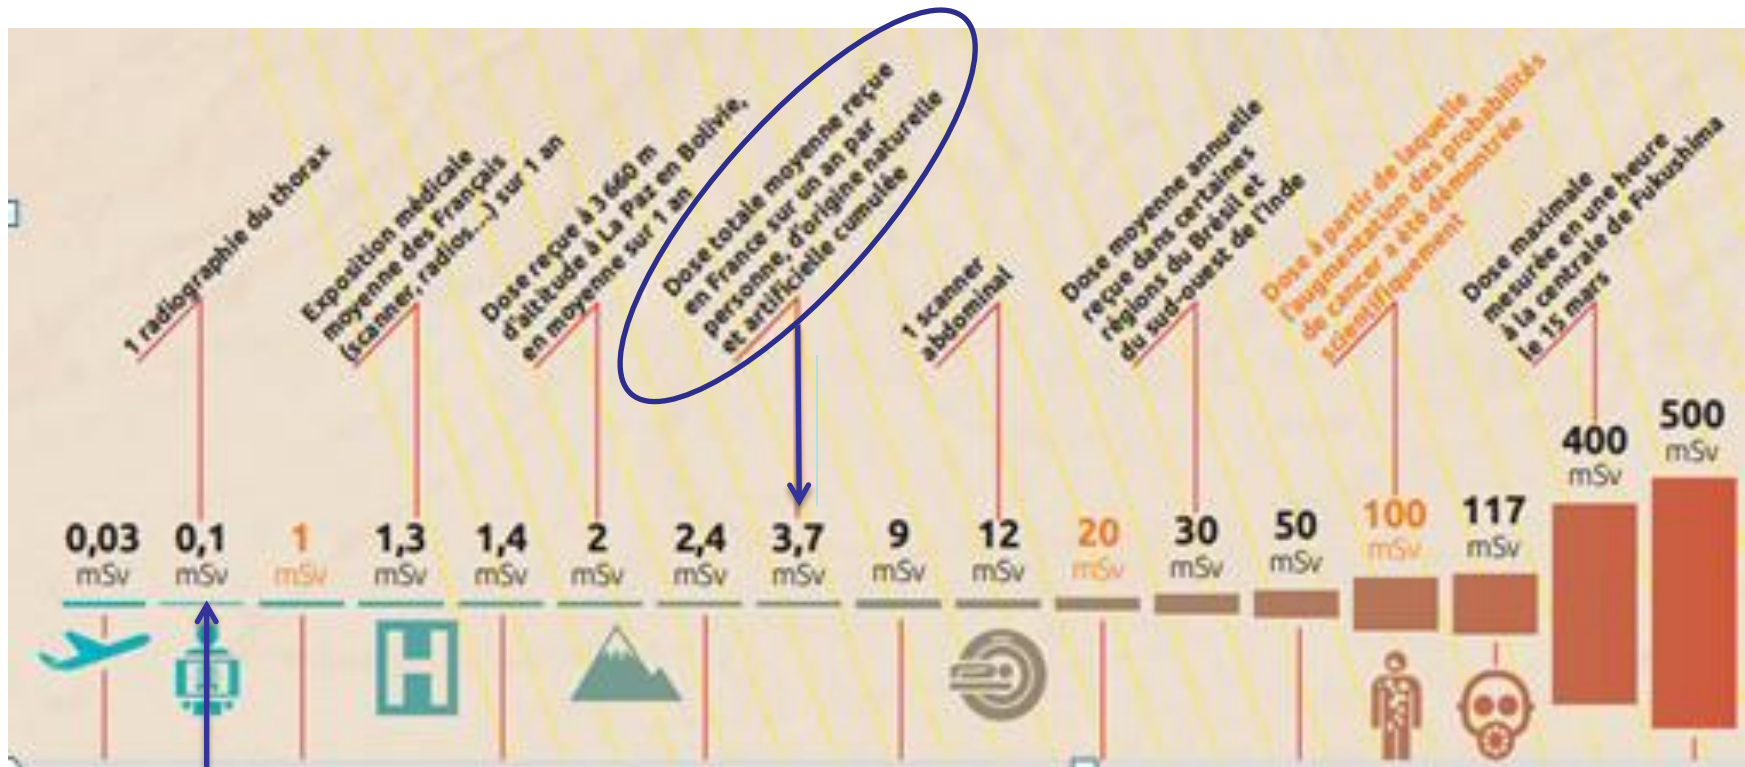 1 radiographie du thorax
Exposition médicale
moyenne des Français
(scanner, radios...) sur 1 an
Dose reçue à 3 660 m
d'altitude à La Paz en Bolivie,
en moyenne sur 1 an
Dose totale moyenne reçue
en France sur un an par
personne, d'origine naturelle
et artificielle cumulée
1 scanner
abdominal
Dose moyenne annuelle
reçue dans certaines
régions du Brésil et
du sud-ouest de l'Inde
Dose à partir de laquelle
l'augmentation des probabilités
de cancer a été démontrée
scientifiquement
Dose maximale
mesurée en une heure
à la centrale de Fukushima
le 15 mars
0,03
mSv
0,1
mSv
1
mSv
1,3
mSv
1,4
mSv
2
mSv
2,4
mSv
3,7
mSv
9
mSv
12
mSv
20
mSv
30
mSv
50
mSv
100
mSv
117
mSv
400
mSv
500
mSv
H